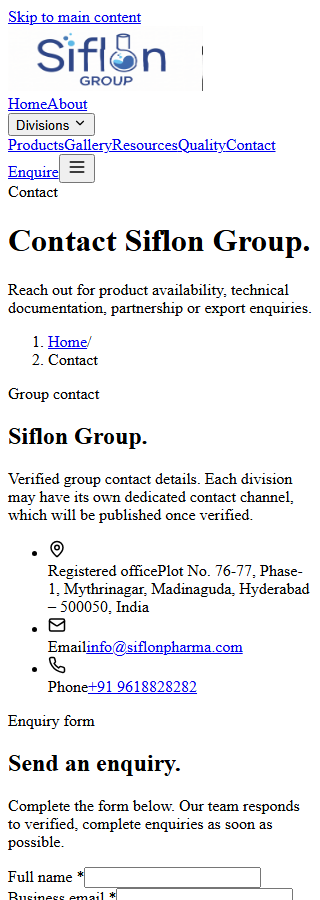 Skip to main content
Siflon
GROUP
HomeAbout
Divisions
ProductsGalleryResourcesQualityContact
Enquire
Contact
Contact Siflon Group.
Reach out for product availability, technical
documentation, partnership or export enquiries.
1. Home/
2. Contact
Group contact
Siflon Group.
Verified group contact details. Each division
may have its own dedicated contact channel,
which will be published once verified.
Registered officePlot No. 76-77, Phase-
1, Mythrinagar, Madinaguda, Hyderabad
– 500050, India
Emailinfo@siflonpharma.com
Phone+91 9618828282
Enquiry form
Send an enquiry.
Complete the form below. Our team responds
to verified, complete enquiries as soon as
possible.
Full name *
Business email *